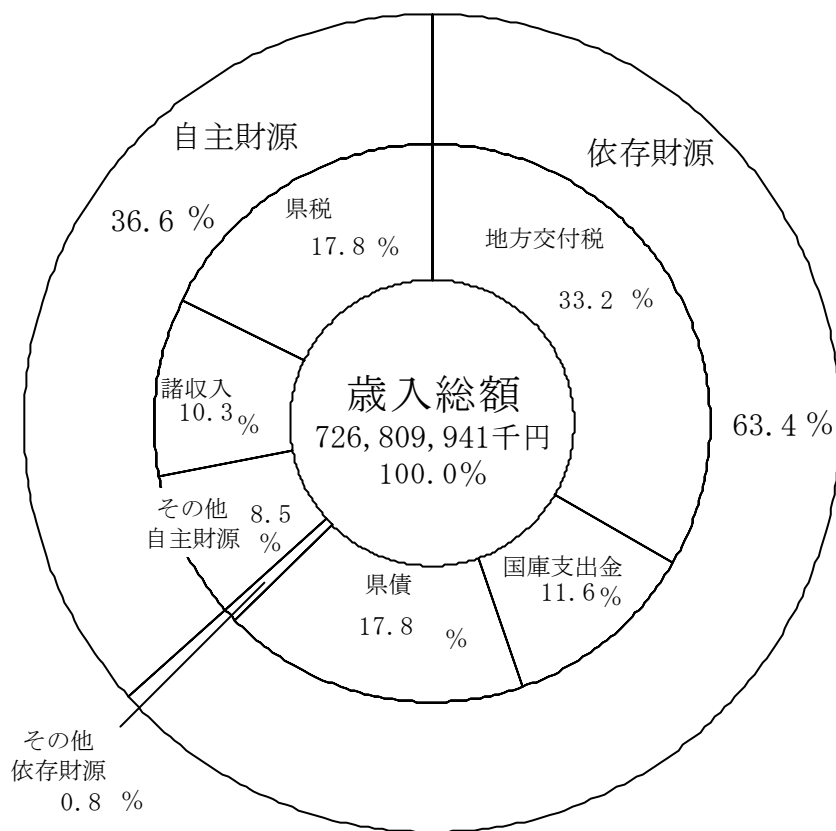 自主財源
36.6 %
依存財源
63.4 %
県税
17.8 %
地方交付税
33.2 %
諸収入
10.3 %
歳入総額
726,809,941千円
100.0%
その他
自主財源
8.5
%
国庫支出金
11.6 %
県債
17.8 %
その他
依存財源
0.8 %